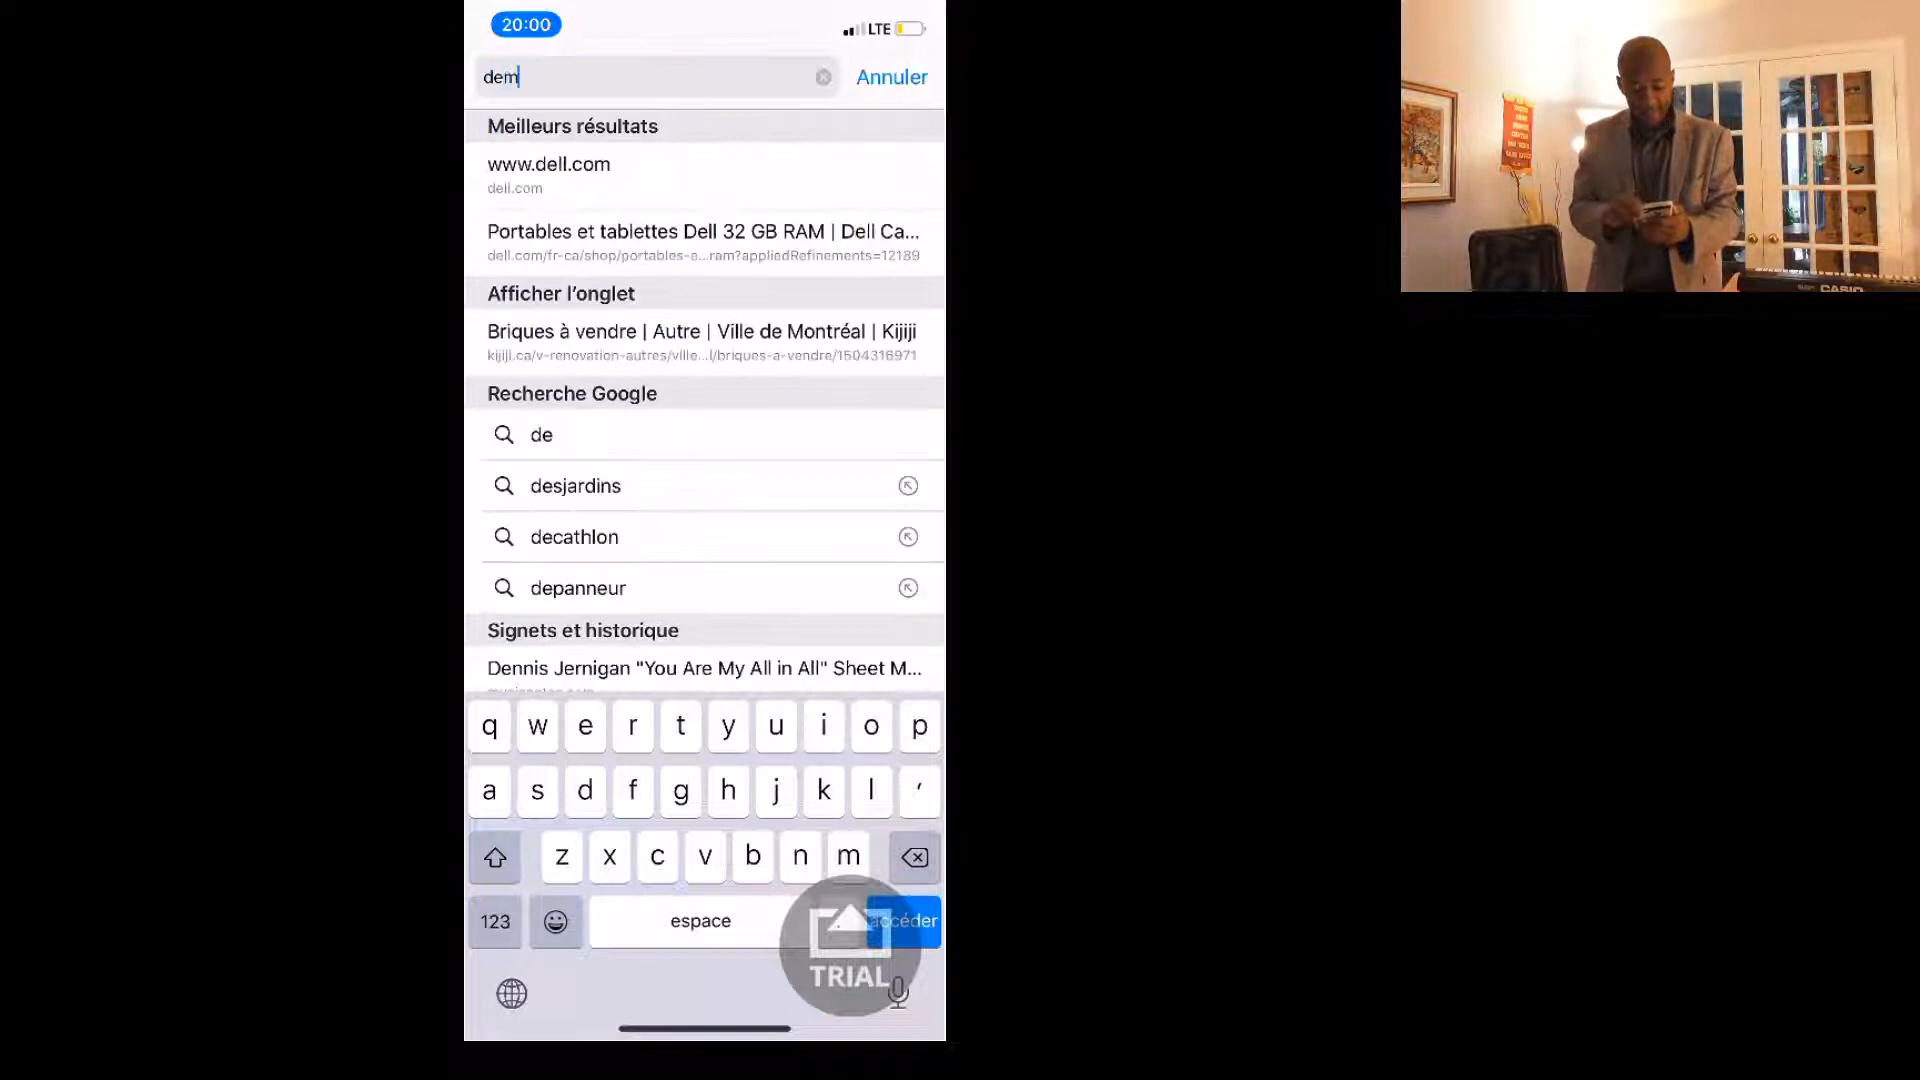 20:00
LTE
dem
Annuler
Meilleurs résultats
www.dell.com
dell.com
Portables et tablettes Dell 32 GB RAM | Dell Ca...
dell.com/fr-ca/shop/portables-e...ram?appliedRefinements=12189
Afficher l'onglet
Briques à vendre | Autre | Ville de Montréal | Kijiji
kijiji.ca/v-renovation-autres/ville...l/briques-a-vendre/1504316971
Recherche Google
de
desjardins
decathlon
depanneur
Signets et historique
Dennis Jernigan "You Are My All in All" Sheet M...
q w e r t y u i o p
a s d f g h j k l ‘
z x c v b n m
123 espace . accéder
TRIAL
CASIO